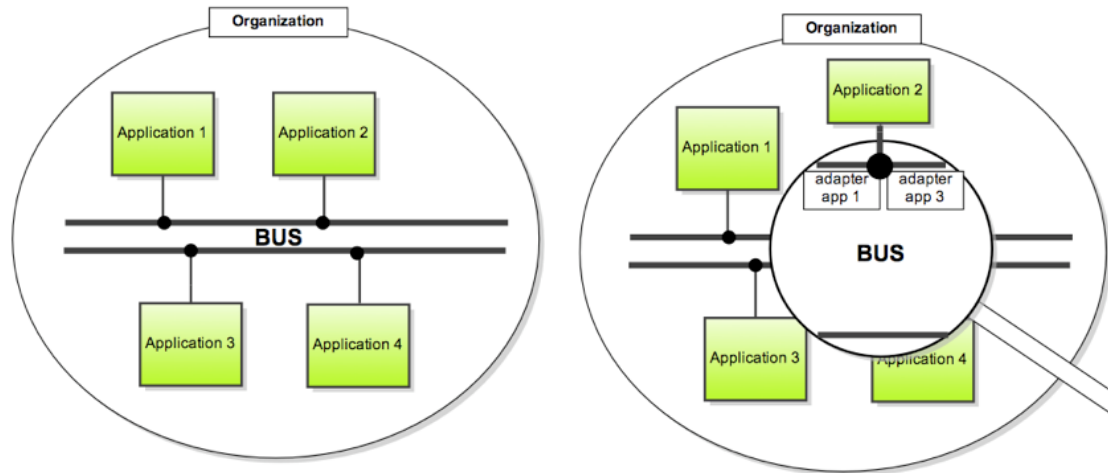 Organization
Application 1
Application 2
BUS
Application 3
Application 4
Organization
Application 2
Application 1
adapter
app 1
adapter
app 3
BUS
Application 3
Application 4